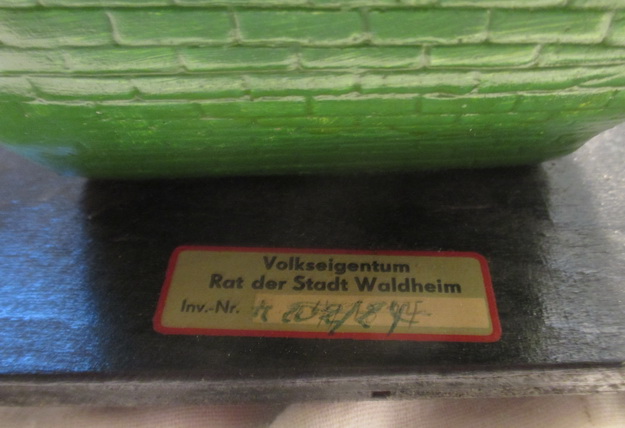 Volkseigentum
Rat der Stadt Waldheim
Inv.-Nr.